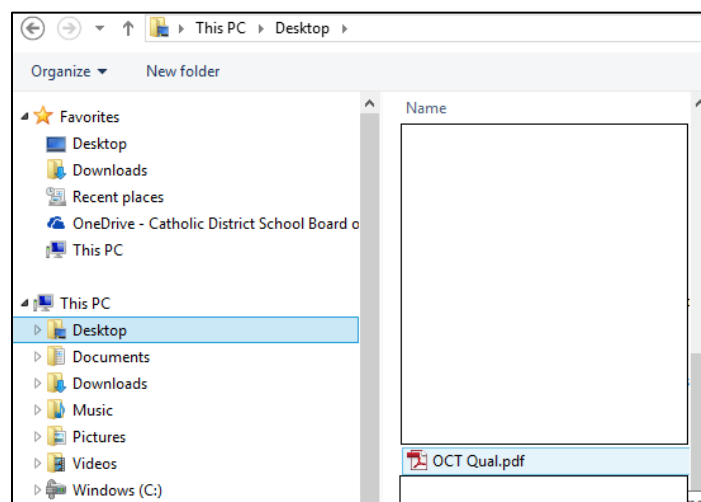 This PC Desktop
Organize New folder
Favorites
Desktop
Downloads
Recent places
OneDrive - Catholic District School Board o
This PC
This PC
Desktop
Documents
Downloads
Music
Pictures
Videos
Windows (C:)
Name
OCT Qual.pdf